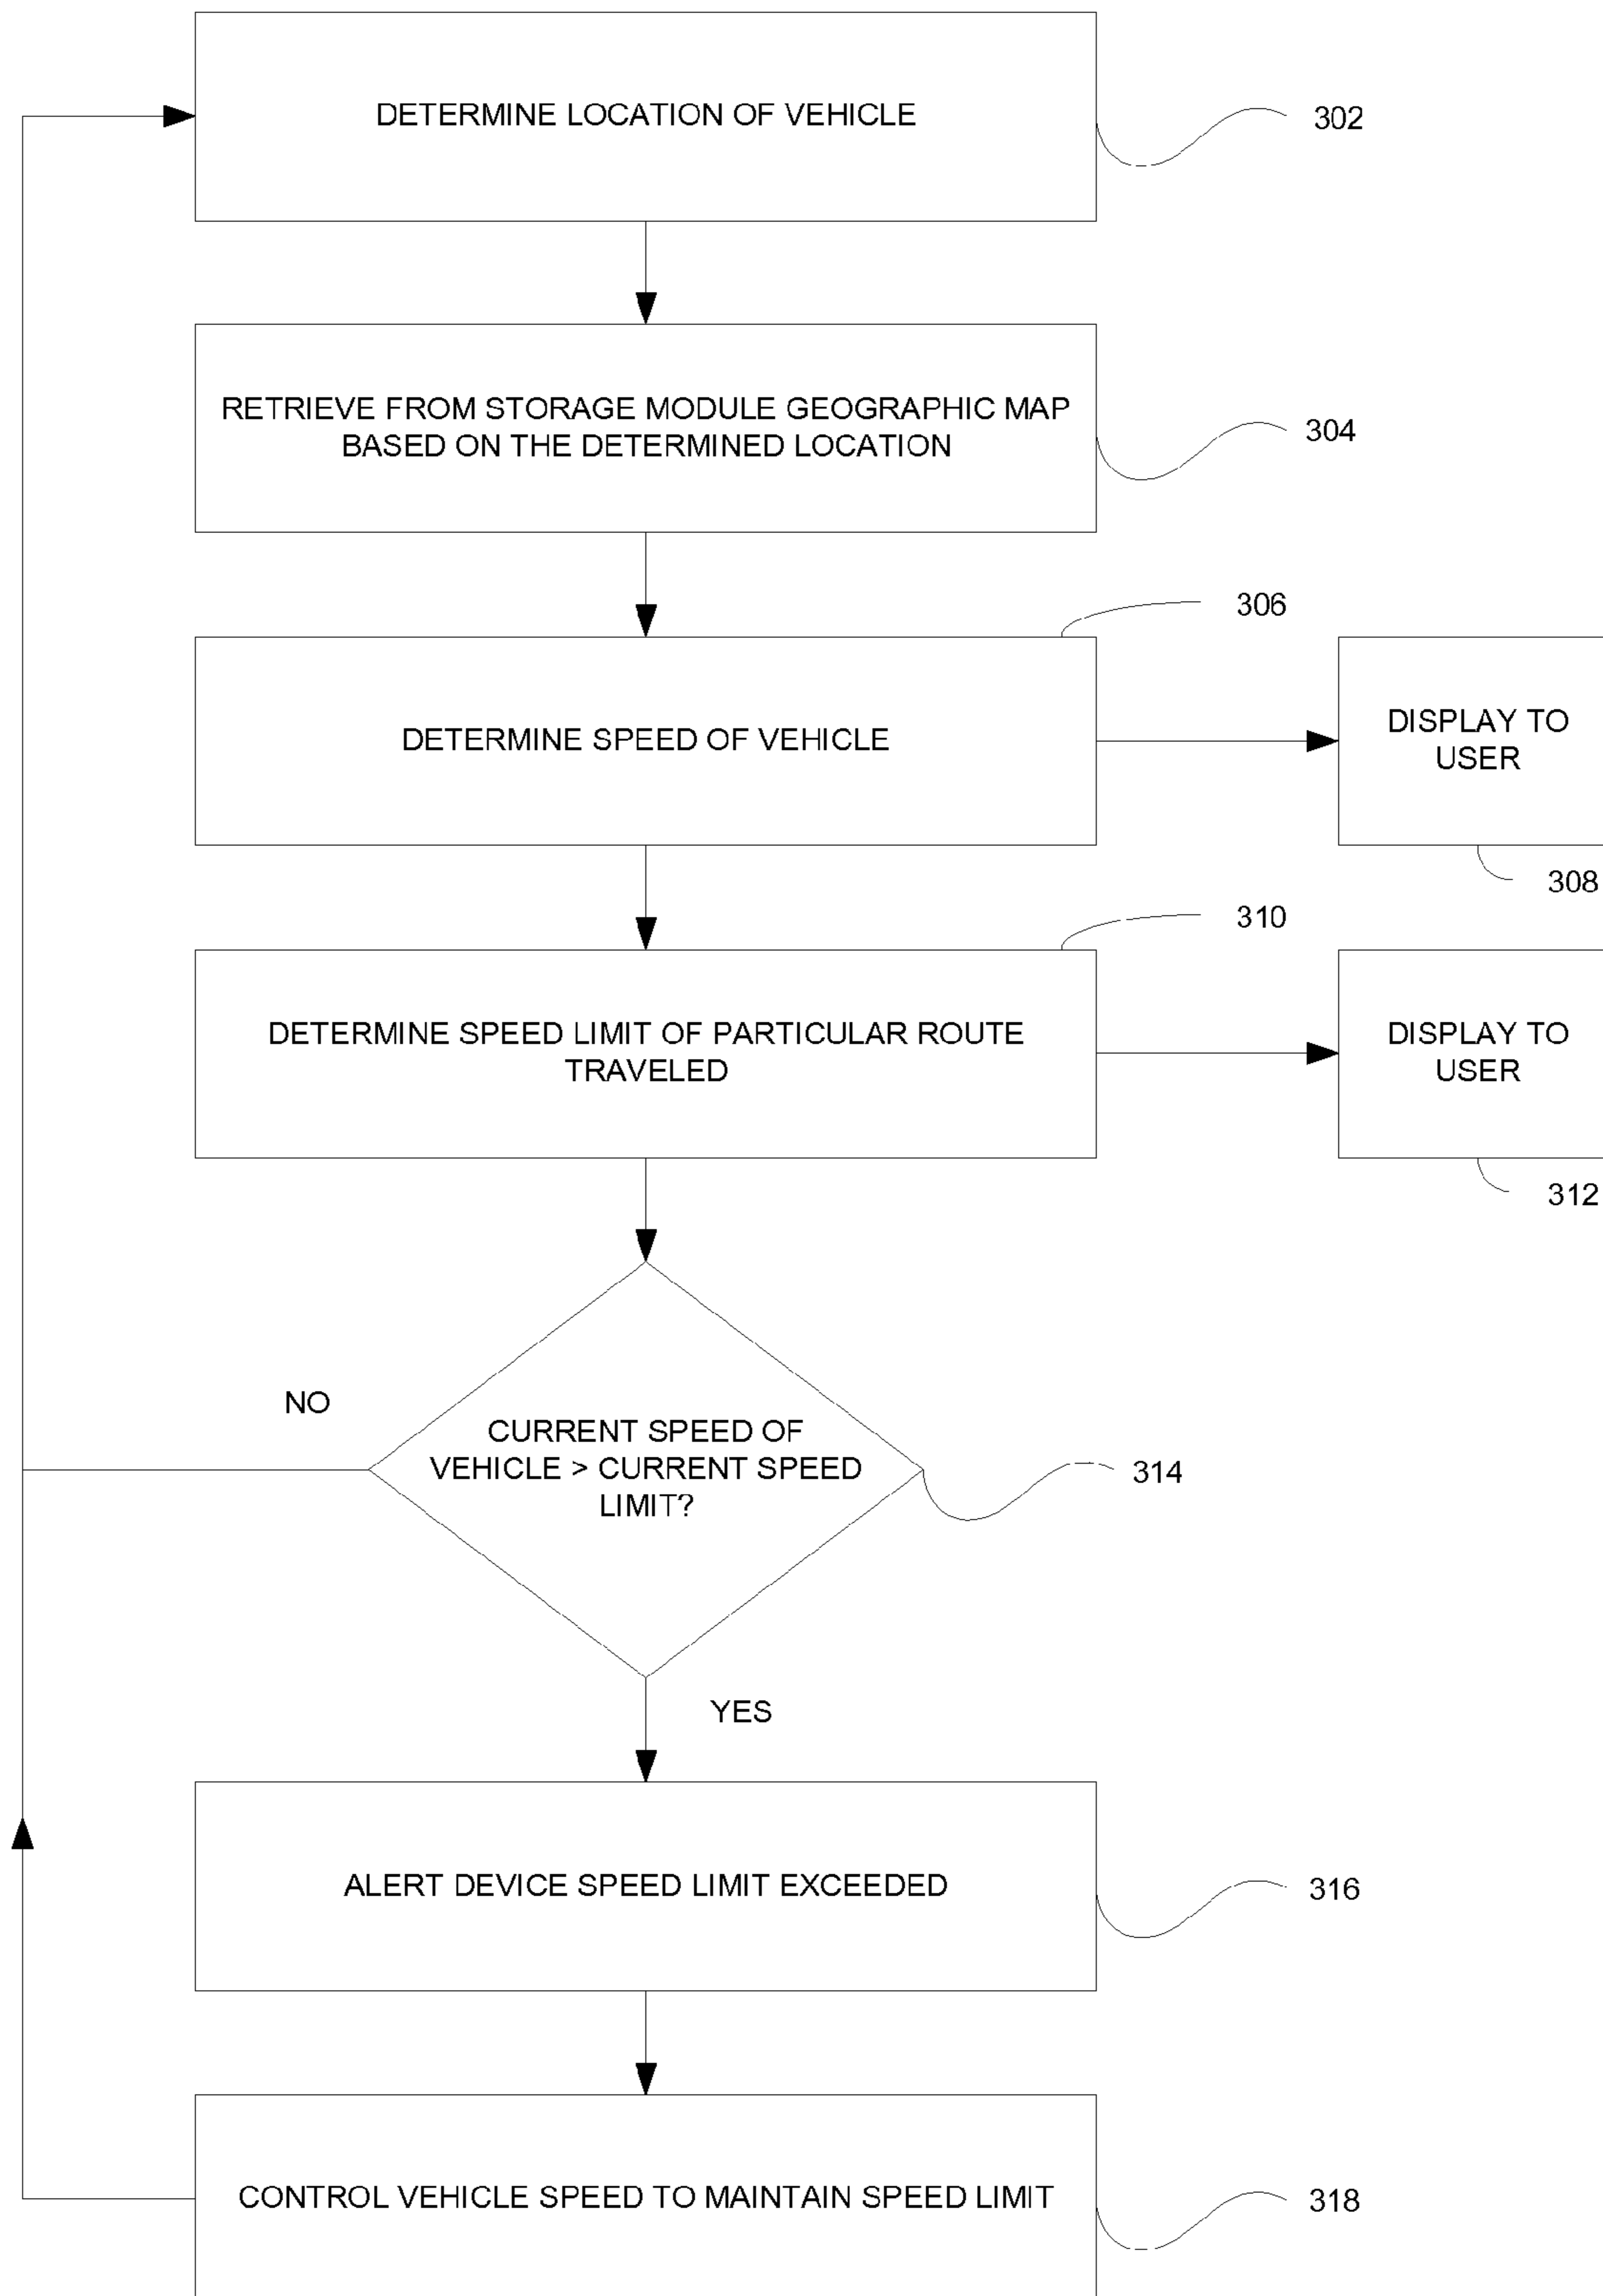 DETERMINE LOCATION OF VEHICLE
302
RETRIEVE FROM STORAGE MODULE GEOGRAPHIC MAP
BASED ON THE DETERMINED LOCATION
304
306
DETERMINE SPEED OF VEHICLE
DISPLAY TO
USER
308
310
DETERMINE SPEED LIMIT OF PARTICULAR ROUTE
TRAVELED
DISPLAY TO
USER
312
NO
CURRENT SPEED OF
VEHICLE > CURRENT SPEED
LIMIT?
314
YES
ALERT DEVICE SPEED LIMIT EXCEEDED
316
CONTROL VEHICLE SPEED TO MAINTAIN SPEED LIMIT
318